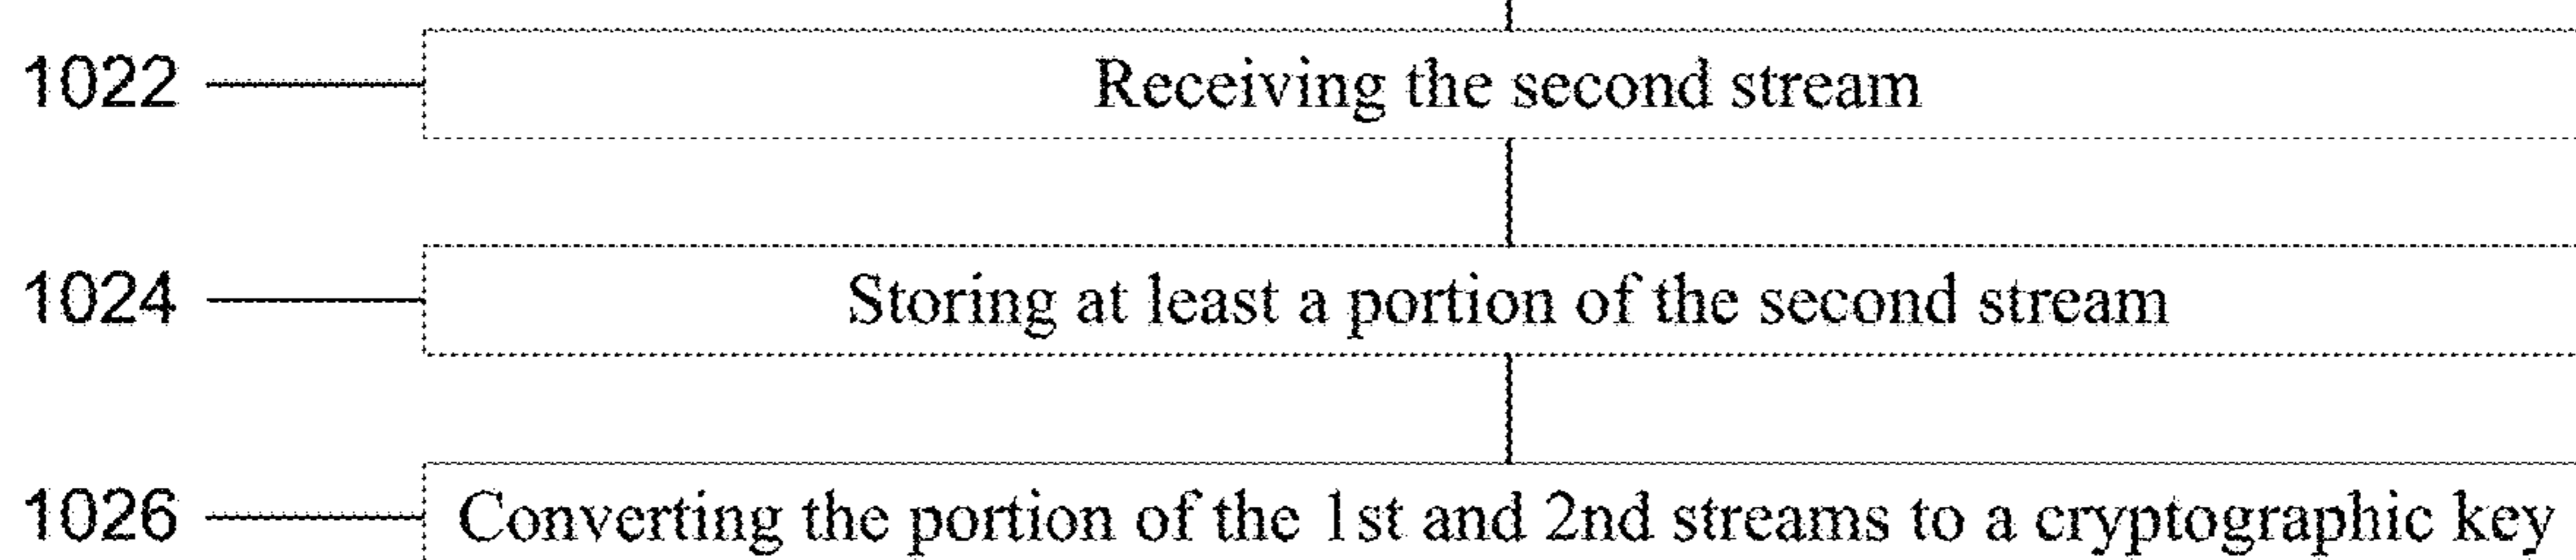 1022 Receiving the second stream
1024 Storing at least a portion of the second stream
1026 Converting the portion of the 1st and 2nd streams to a cryptographic key